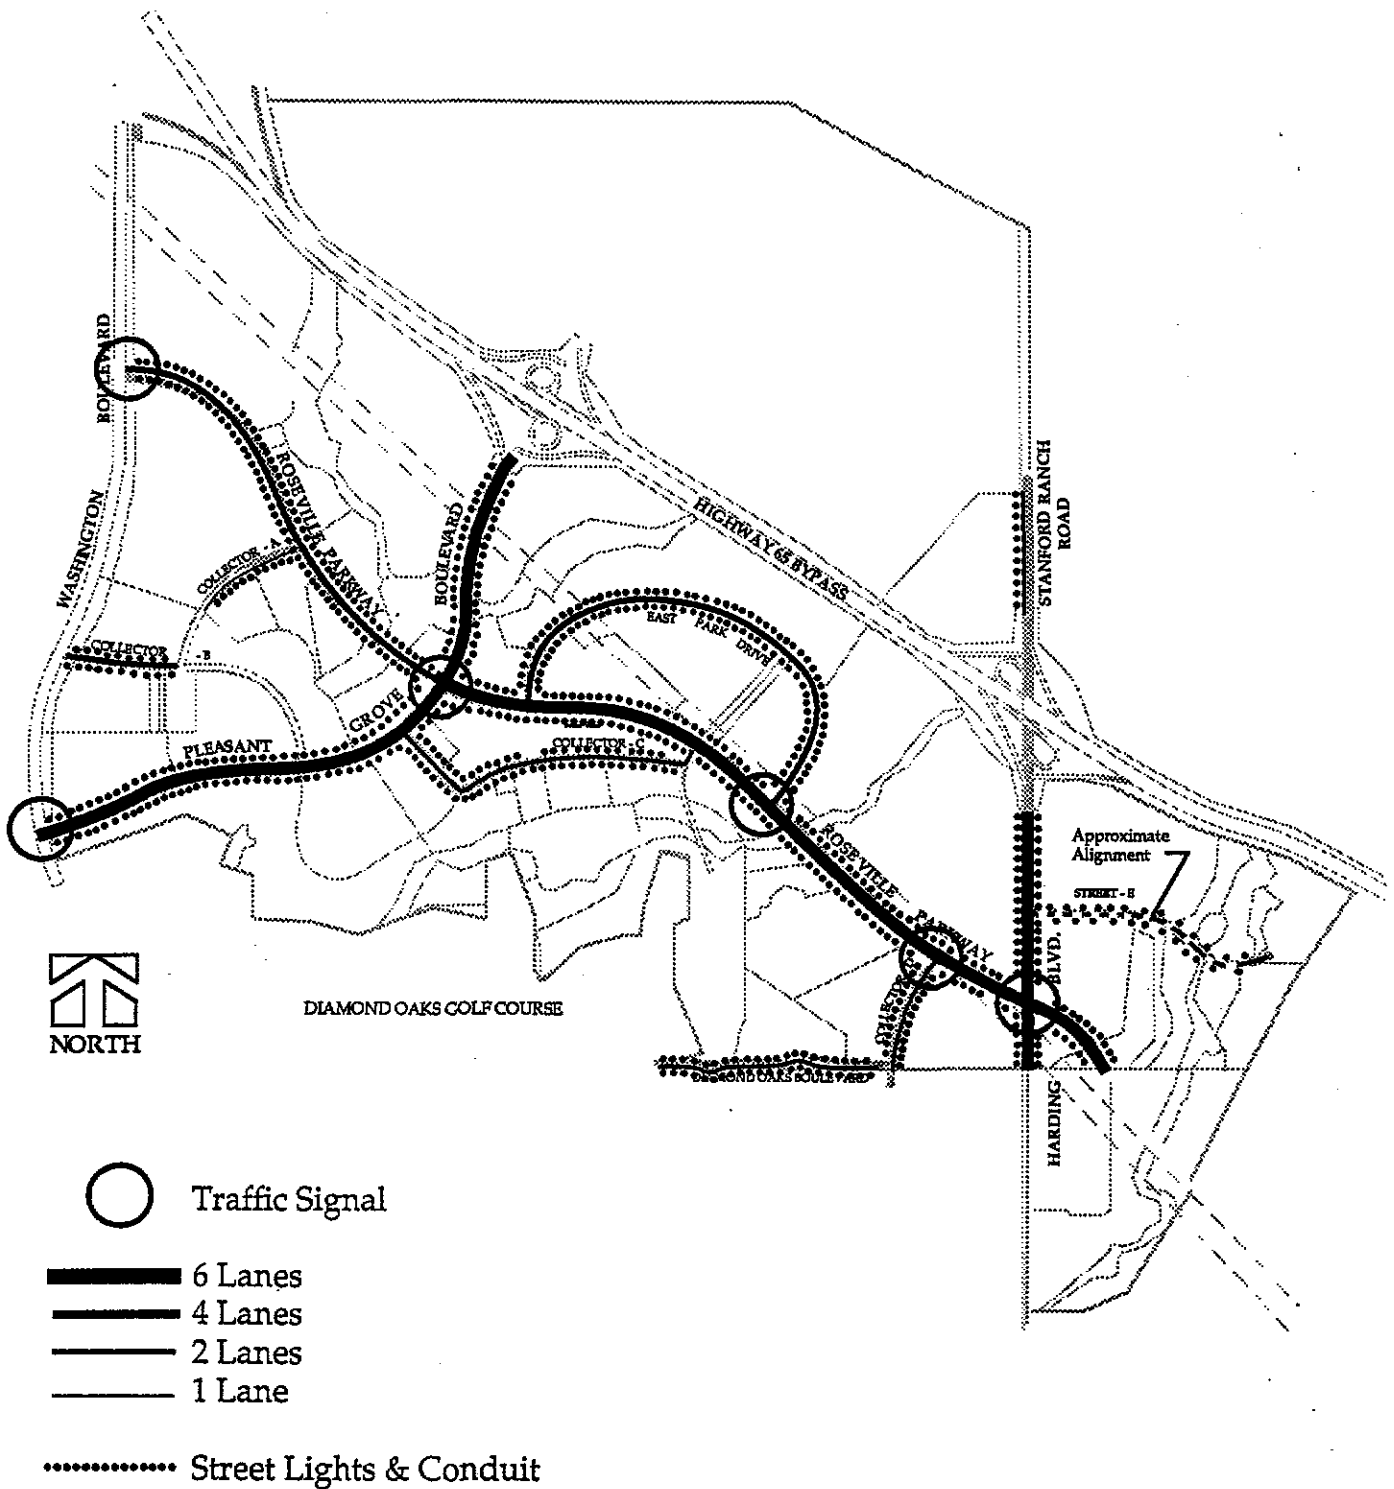 BOULEVARD
WASHINGTON
ROSEVILLE PARKWAY
BOULEVARD
HIGHWAY 65 BYPASS
STANFORD RANCH
ROAD
COLLECTOR - A
COLLECTOR - B
EAST PARK DRIVE
PLEASANT GROVE
COLLECTOR - C
ROSEVILLE PARKWAY
Approximate
Alignment
STREET - E
BLVD.
COLLECTOR
DIAMOND OAKS GOLF COURSE
NORTH
DIAMOND OAKS BOULEVARD
HARDING
Traffic Signal
6 Lanes
4 Lanes
2 Lanes
1 Lane
Street Lights & Conduit